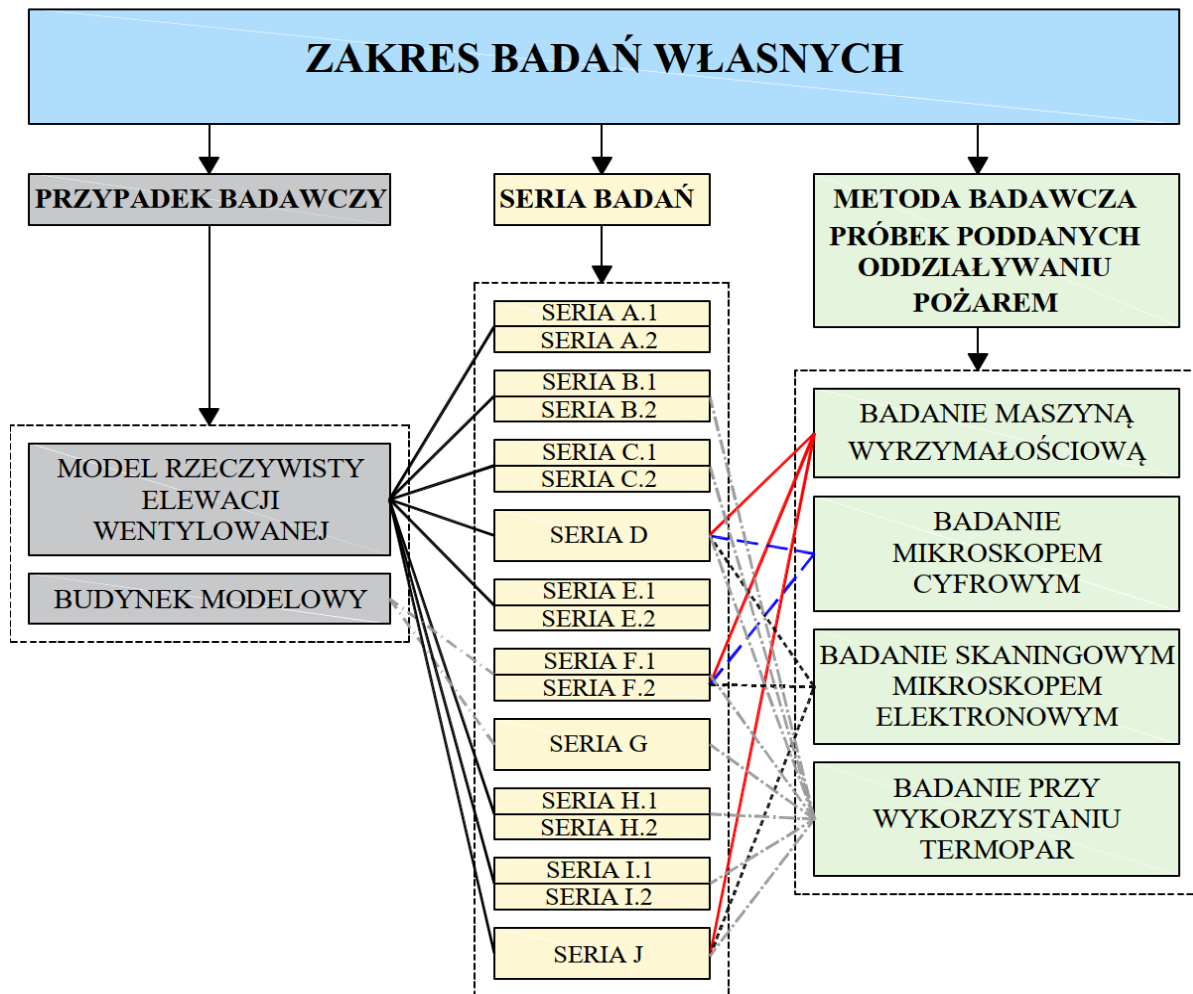 ZAKRES BADAŃ WŁASNYCH
PRZYPADEK BADAWCZY
MODEL RZECZYWISTY
ELEWACJI
WENTYLOWANEJ
BUDYNEK MODELOWY
SERIA BADAŃ
SERIA A.1
SERIA A.2
SERIA B.1
SERIA B.2
SERIA C.1
SERIA C.2
SERIA D
SERIA E.1
SERIA E.2
SERIA F.1
SERIA F.2
SERIA G
SERIA H.1
SERIA H.2
SERIA I.1
SERIA I.2
SERIA J
METODA BADAWCZA
PRÓBEK PODDANYCH
ODDZIAŁYWANIU
POŻAREM
BADANIE MASZYNĄ
WYRZYMAŁOŚCIOWĄ
BADANIE
MIKROSKOPEM
CYFROWYM
BADANIE SKANINGOWYM
MIKROSKOPEM
ELEKTRONOWYM
BADANIE PRZY
WYKORZYSTANIU
TERMOPAR